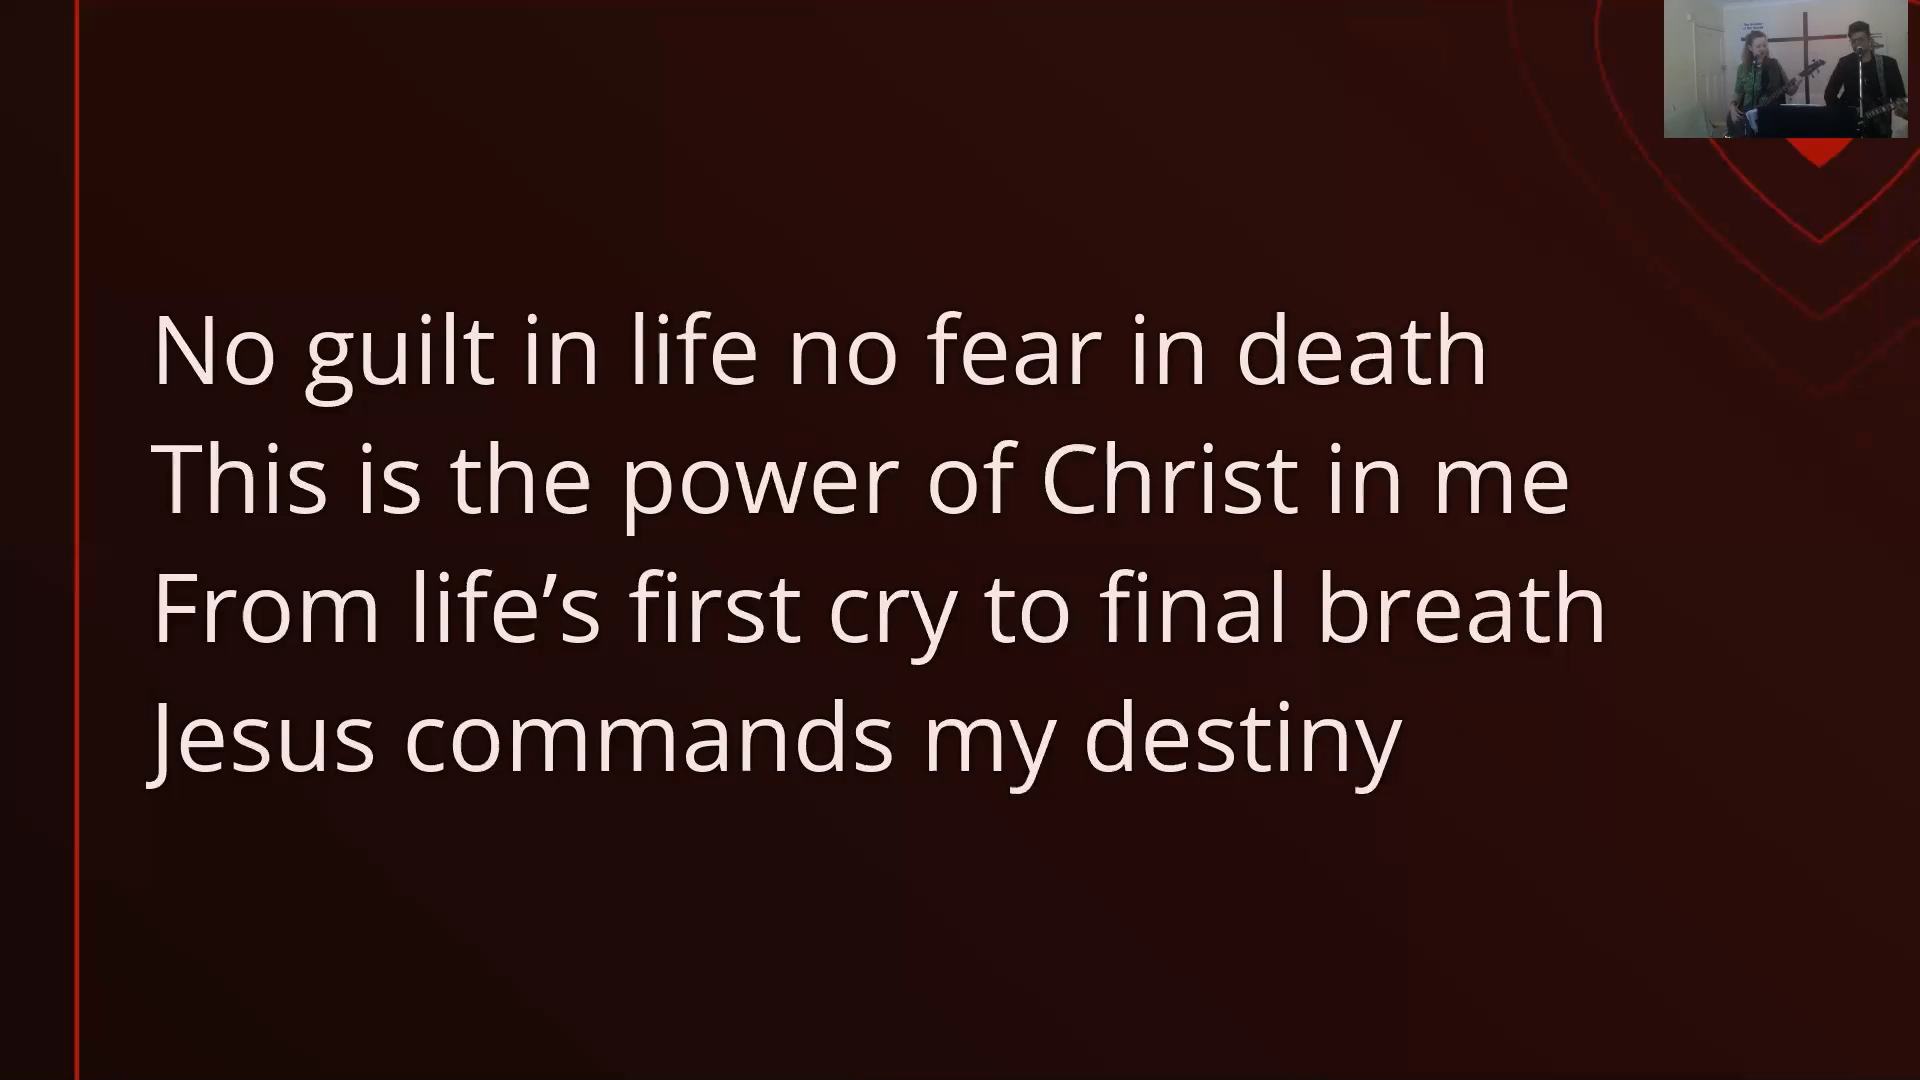 No guilt in life no fear in death
This is the power of Christ in me
From life’s first cry to final breath
Jesus commands my destiny